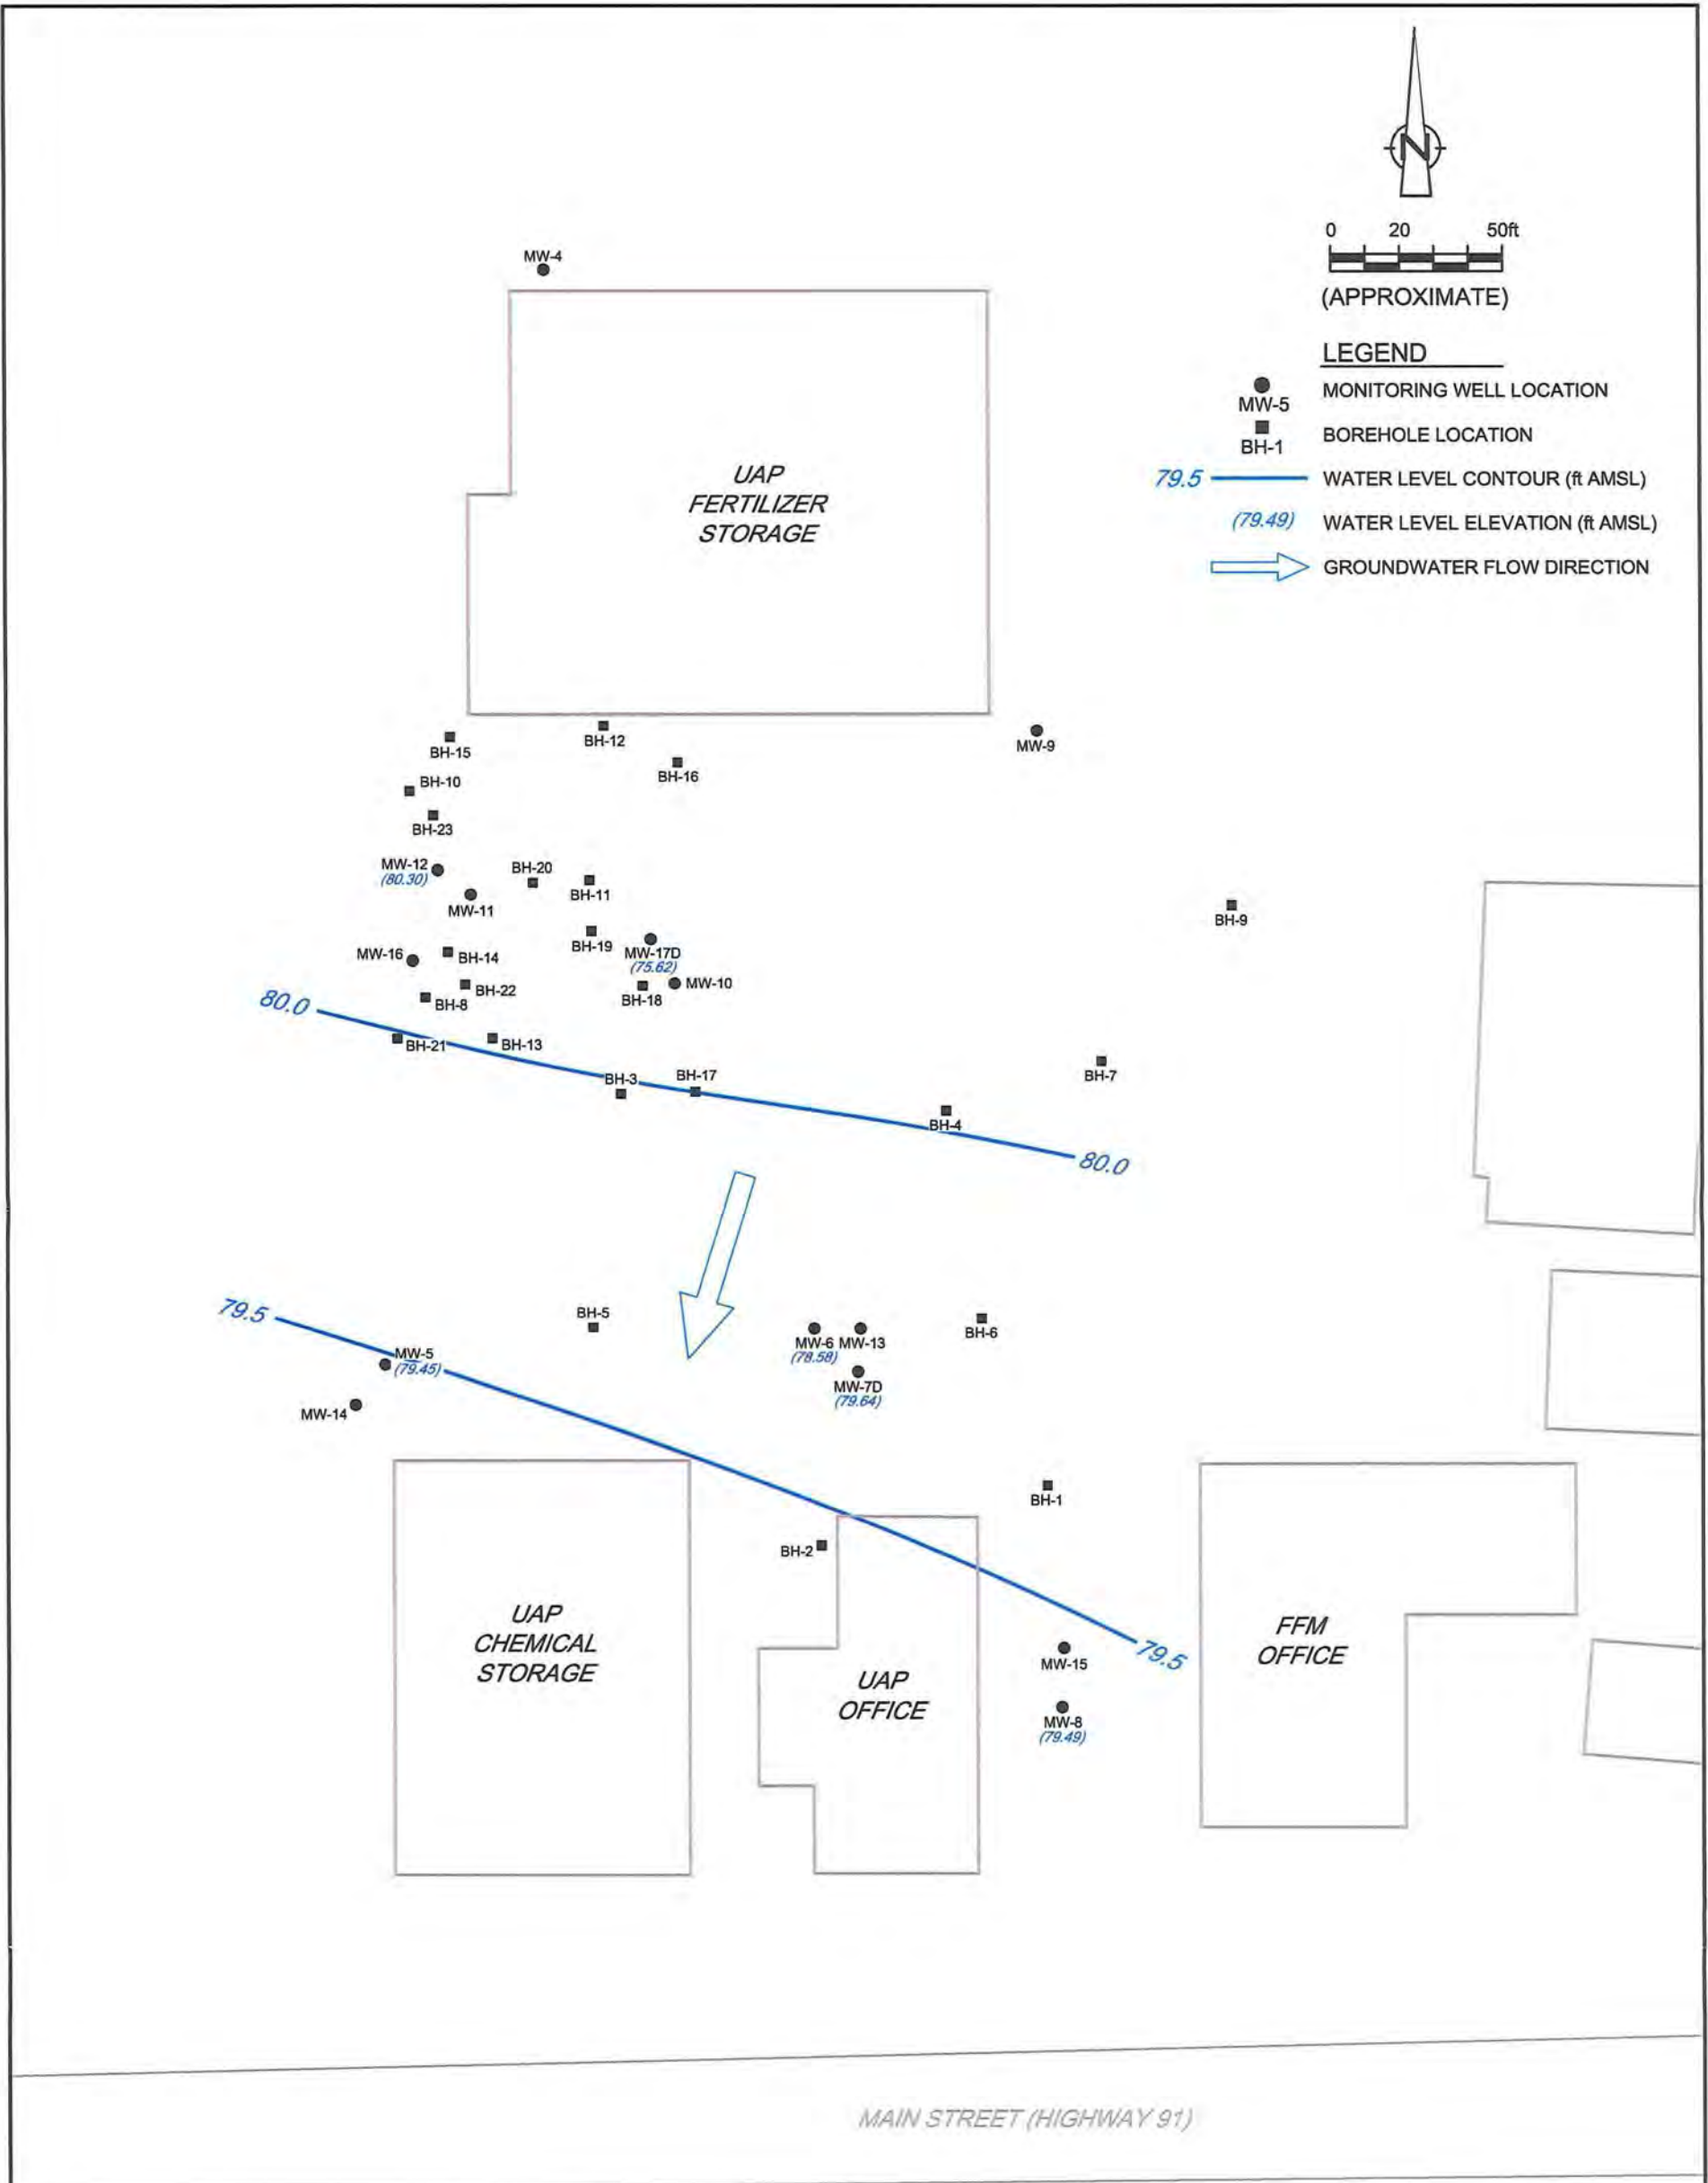 N
0 20 50ft
(APPROXIMATE)
LEGEND
MW-5 MONITORING WELL LOCATION
BH-1 BOREHOLE LOCATION
79.5 WATER LEVEL CONTOUR (ft AMSL)
(79.49) WATER LEVEL ELEVATION (ft AMSL)
GROUNDWATER FLOW DIRECTION
MW-4
UAP
FERTILIZER
STORAGE
BH-15
BH-12
MW-9
BH-16
BH-10
BH-23
MW-12
(80.30)
BH-20
BH-11
MW-11
BH-9
BH-19
MW-17D
(75.62)
MW-16
BH-14
BH-22
BH-18
MW-10
BH-8
80.0
BH-21
BH-13
BH-3
BH-17
BH-7
BH-4
80.0
79.5
BH-5
MW-6
(78.58)
MW-13
BH-6
MW-5
(79.45)
MW-7D
(79.64)
MW-14
BH-1
BH-2
UAP
CHEMICAL
STORAGE
UAP
OFFICE
MW-15
79.5
MW-8
(79.49)
FFM
OFFICE
MAIN STREET (HIGHWAY 91)